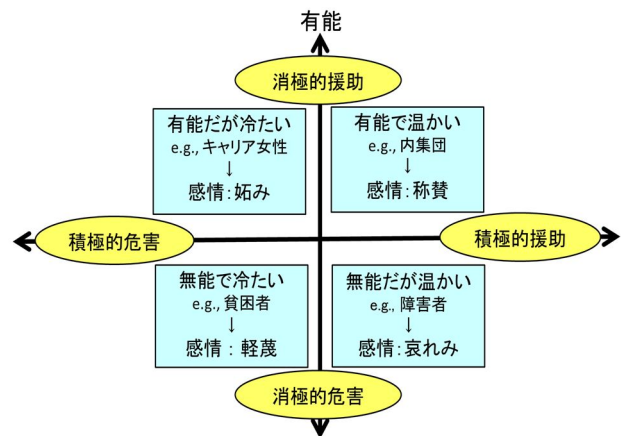 有能
消極的援助
有能だが冷たい
e.g., キャリア女性
↓
感情：妬み
有能で温かい
e.g., 内集団
↓
感情：称賛
積極的危害
積極的援助
無能で冷たい
e.g., 貧困者
↓
感情：軽蔑
無能だが温かい
e.g., 障害者
↓
感情：哀れみ
消極的危害